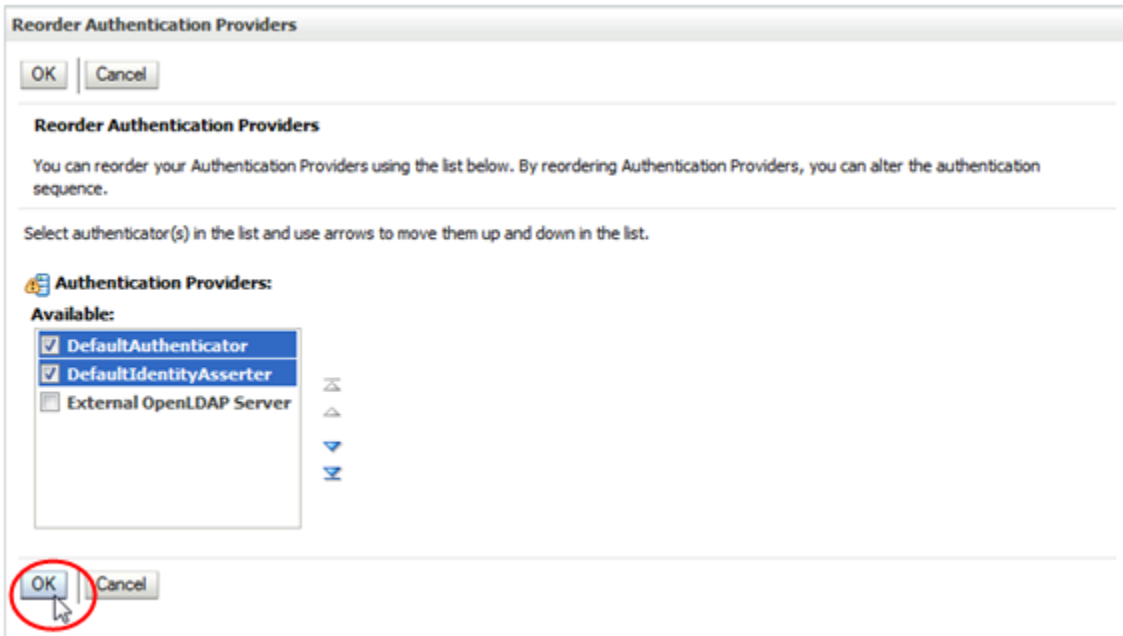 Reorder Authentication Providers
OK Cancel
Reorder Authentication Providers
You can reorder your Authentication Providers using the list below. By reordering Authentication Providers, you can alter the authentication
sequence.
Select authenticator(s) in the list and use arrows to move them up and down in the list.
Authentication Providers:
Available:
DefaultAuthenticator
DefaultIdentityAsserter
External OpenLDAP Server
OK Cancel